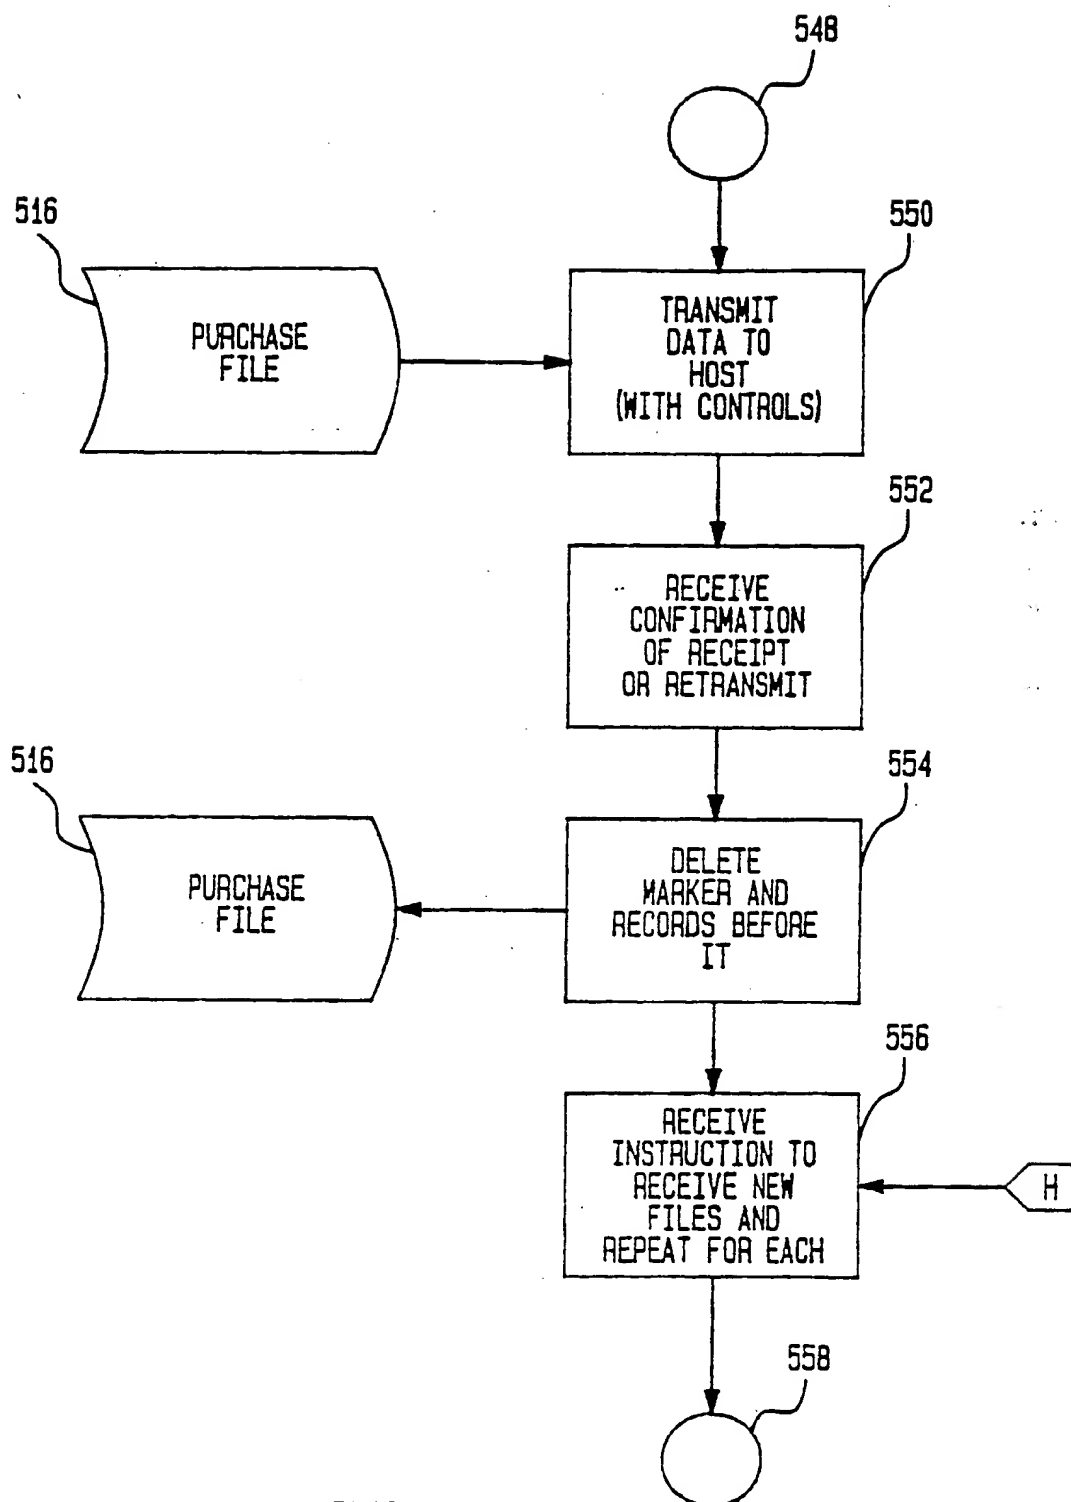 548
516
550
PURCHASE
FILE
TRANSMIT
DATA TO
HOST
(WITH CONTROLS)
552
RECEIVE
CONFIRMATION
OF RECEIPT
OR RETRANSMIT
516
554
PURCHASE
FILE
DELETE
MARKER AND
RECORDS BEFORE
IT
556
RECEIVE
INSTRUCTION TO
RECEIVE NEW
FILES AND
REPEAT FOR EACH
H
558